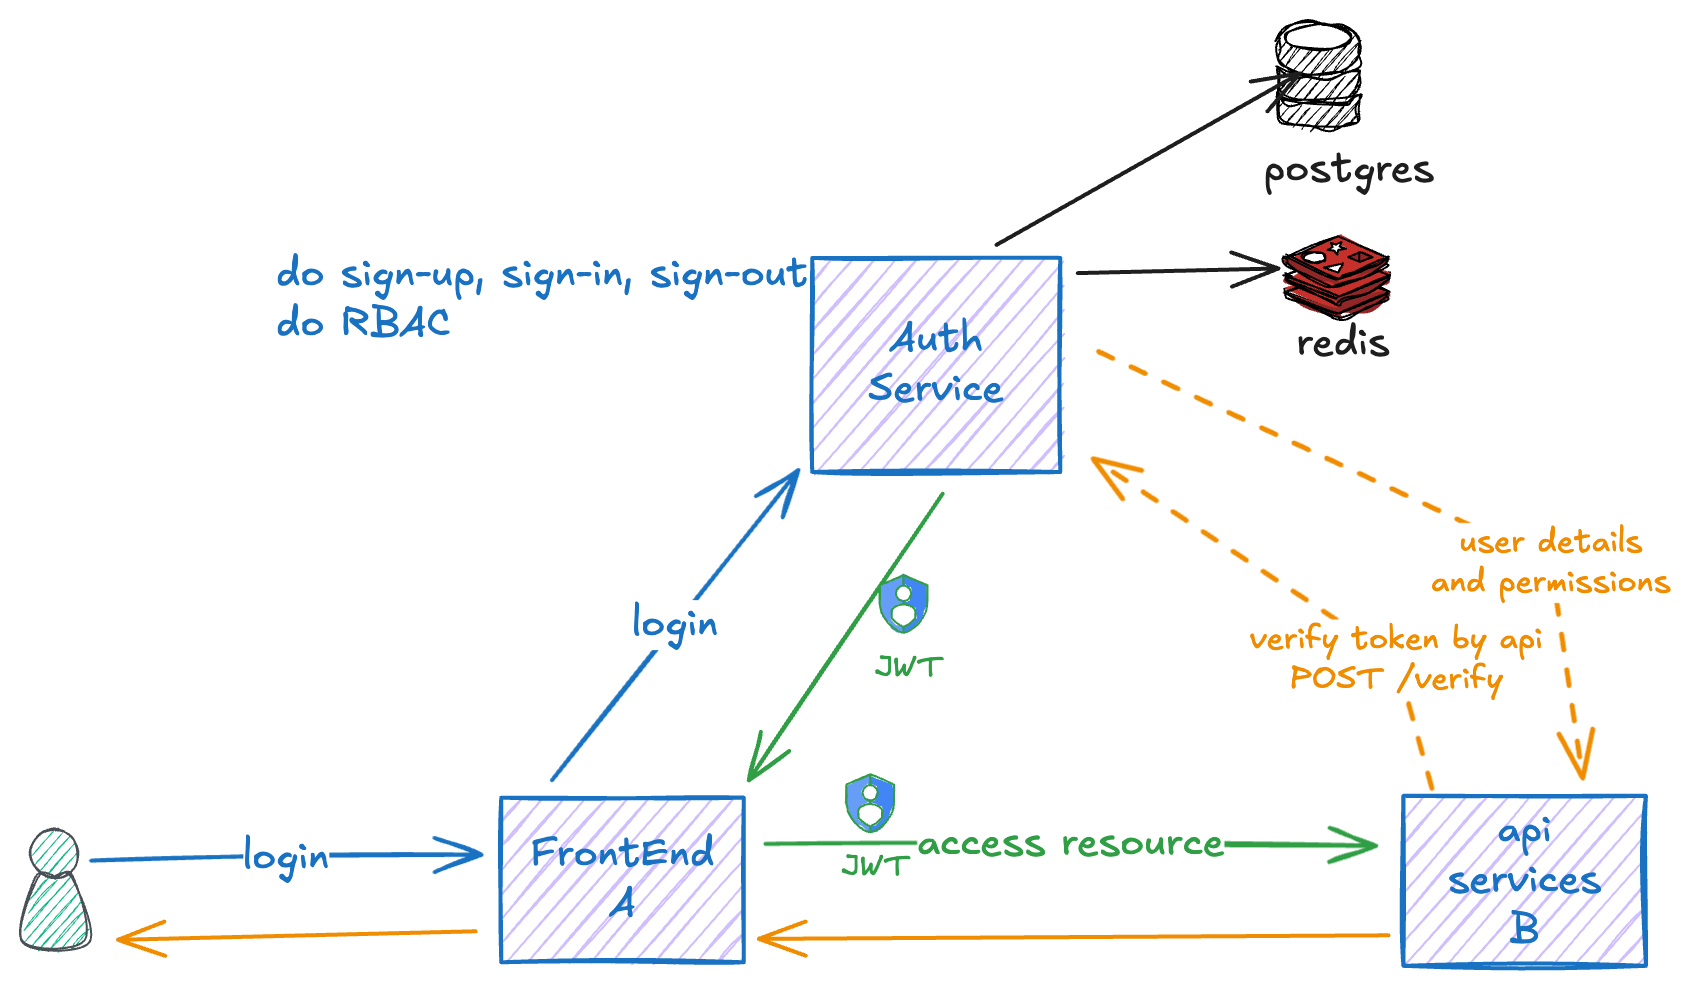 postgres
do sign-up, sign-in, sign-out
do RBAC
Auth
Service
redis
user details
and permissions
login
verify token by api
POST /verify
JWT
login
FrontEnd
A
JWT
access resource
api
services
B